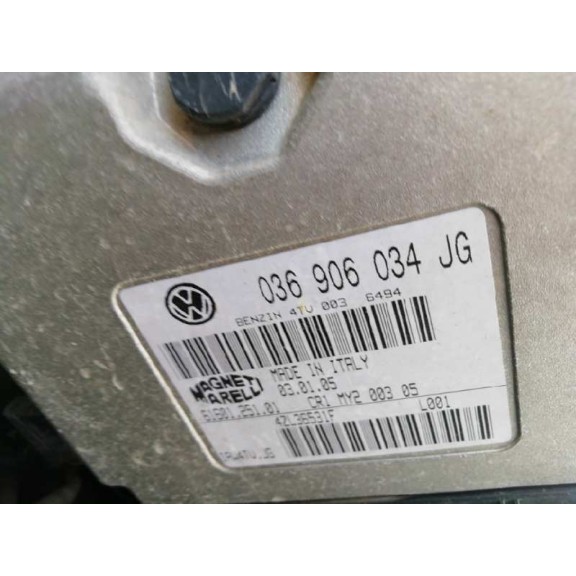 036 906 034 JG
BENZIN 4TV 003 6494
MADE IN ITALY
MAGNETI MARELLI
03.01.05
61601.251.01 CR1 MY2 003 05 L001